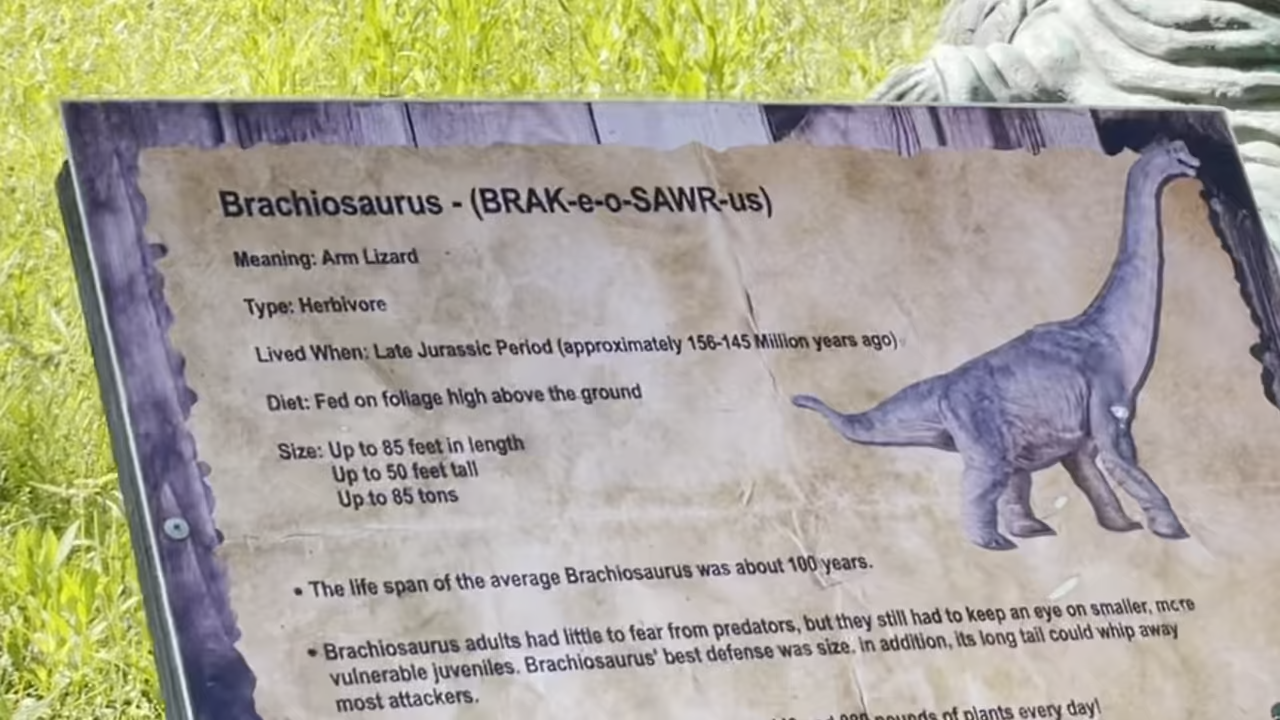 Brachiosaurus - (BRAK-e-o-SAWR-us)
Meaning: Arm Lizard
Type: Herbivore
Lived When: Late Jurassic Period (approximately 156-145 Million years ago)
Diet: Fed on foliage high above the ground
Size: Up to 85 feet in length
Up to 50 feet tall
Up to 85 tons
• The life span of the average Brachiosaurus was about 100 years.
• Brachiosaurus adults had little to fear from predators, but they still had to keep an eye on smaller, more
vulnerable juveniles. Brachiosaurus' best defense was size. In addition, its long tail could whip away
most attackers.
pounds of plants every day!